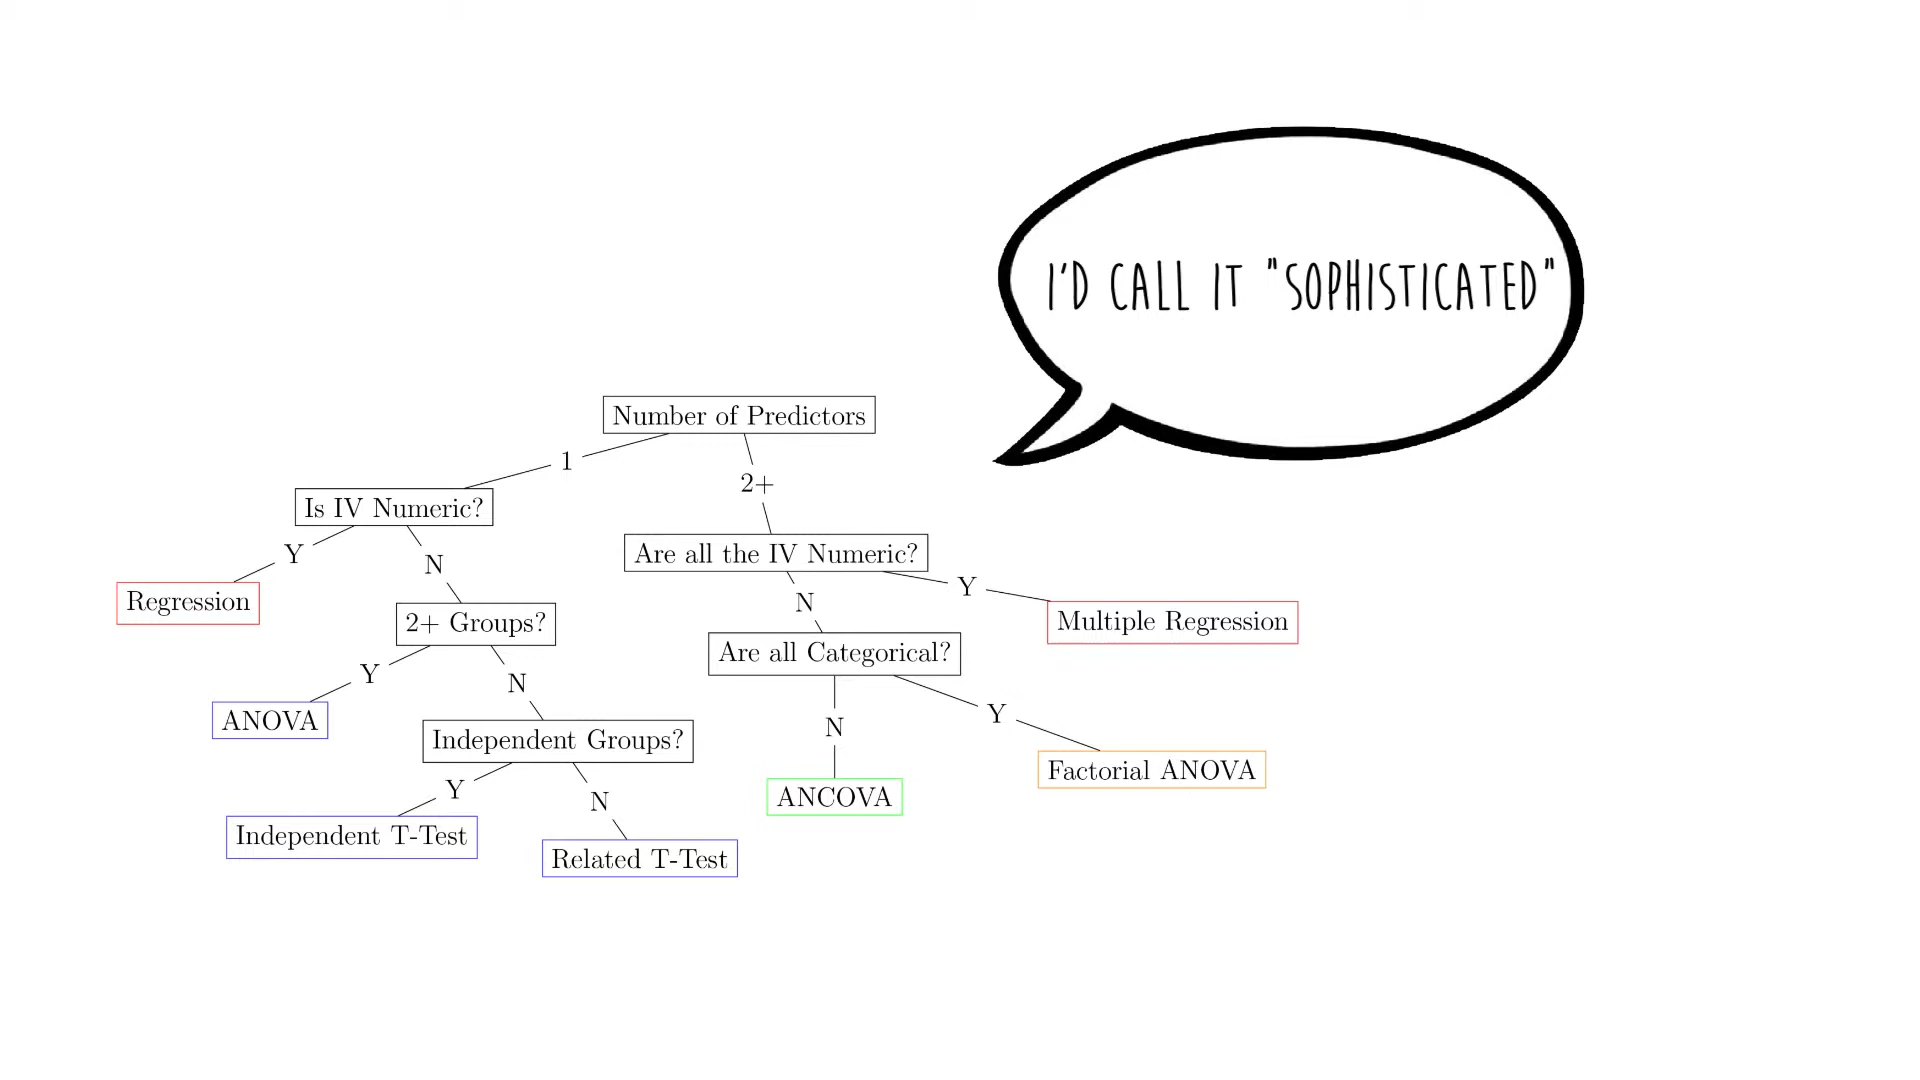 I'D CALL IT "SOPHISTICATED"
Number of Predictors
1
2+
Is IV Numeric?
Are all the IV Numeric?
Y
N
Y
N
Regression
2+ Groups?
Multiple Regression
Are all Categorical?
Y
N
Y
N
ANOVA
Independent Groups?
Factorial ANOVA
Y
N
ANCOVA
Independent T-Test
Related T-Test